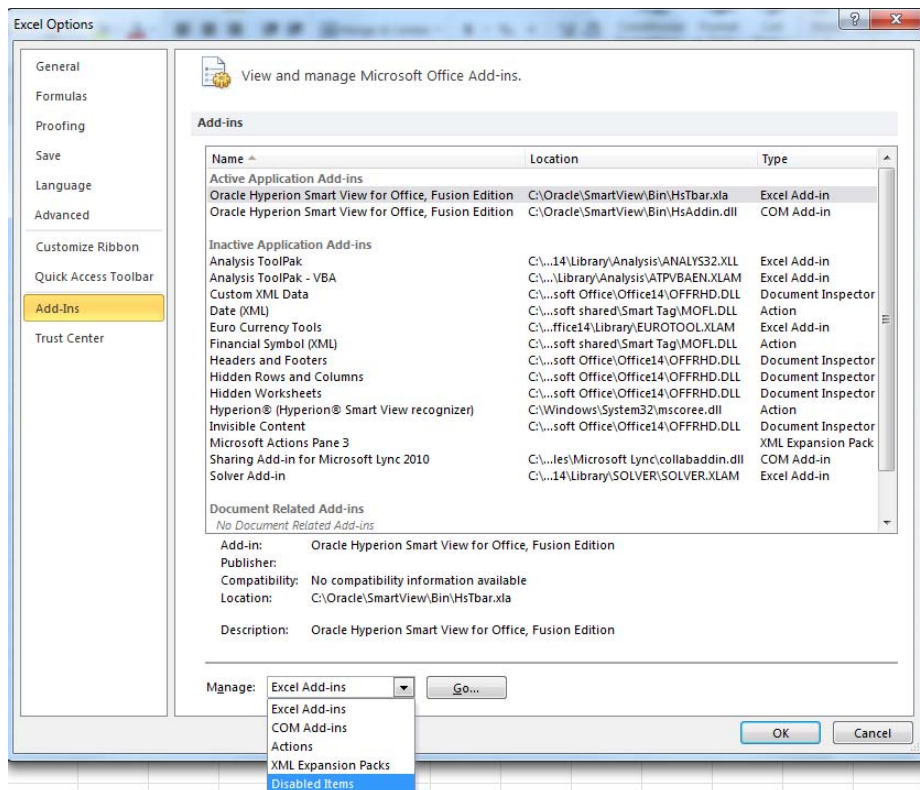 Excel Options
General
Formulas
Proofing
Save
Language
Advanced
Customize Ribbon
Quick Access Toolbar
Add-Ins
Trust Center
View and manage Microsoft Office Add-ins.
Add-ins
Name Location Type
Active Application Add-ins
Oracle Hyperion Smart View for Office, Fusion Edition C:\Oracle\SmartView\Bin\HsTbar.xla Excel Add-in
Oracle Hyperion Smart View for Office, Fusion Edition C:\Oracle\SmartView\Bin\HsAddin.dll COM Add-in
Inactive Application Add-ins
Analysis ToolPak C:\...14\Library\Analysis\ANALYS32.XLL Excel Add-in
Analysis ToolPak - VBA C:\...\Library\Analysis\ATPVBAEN.XLAM Excel Add-in
Custom XML Data C:\...soft Office\Office14\OFFRHD.DLL Document Inspector
Date (XML) C:\...soft shared\Smart Tag\MOFL.DLL Action
Euro Currency Tools C:\...ffice14\Library\EUROTOOL.XLAM Excel Add-in
Financial Symbol (XML) C:\...soft shared\Smart Tag\MOFL.DLL Action
Headers and Footers C:\...soft Office\Office14\OFFRHD.DLL Document Inspector
Hidden Rows and Columns C:\...soft Office\Office14\OFFRHD.DLL Document Inspector
Hidden Worksheets C:\...soft Office\Office14\OFFRHD.DLL Document Inspector
Hyperion® (Hyperion® Smart View recognizer) C:\Windows\System32\mscoree.dll Action
Invisible Content C:\...soft Office\Office14\OFFRHD.DLL Document Inspector
Microsoft Actions Pane 3 XML Expansion Pack
Sharing Add-in for Microsoft Lync 2010 C:\...les\Microsoft Lync\collabaddin.dll COM Add-in
Solver Add-in C:\...14\Library\SOLVER\SOLVER.XLAM Excel Add-in
Document Related Add-ins
No Document Related Add-ins
Add-in: Oracle Hyperion Smart View for Office, Fusion Edition
Publisher:
Compatibility: No compatibility information available
Location: C:\Oracle\SmartView\Bin\HsTbar.xla
Description: Oracle Hyperion Smart View for Office, Fusion Edition
Manage: Excel Add-ins Go...
Excel Add-ins
COM Add-ins
Actions
XML Expansion Packs
Disabled Items
OK Cancel